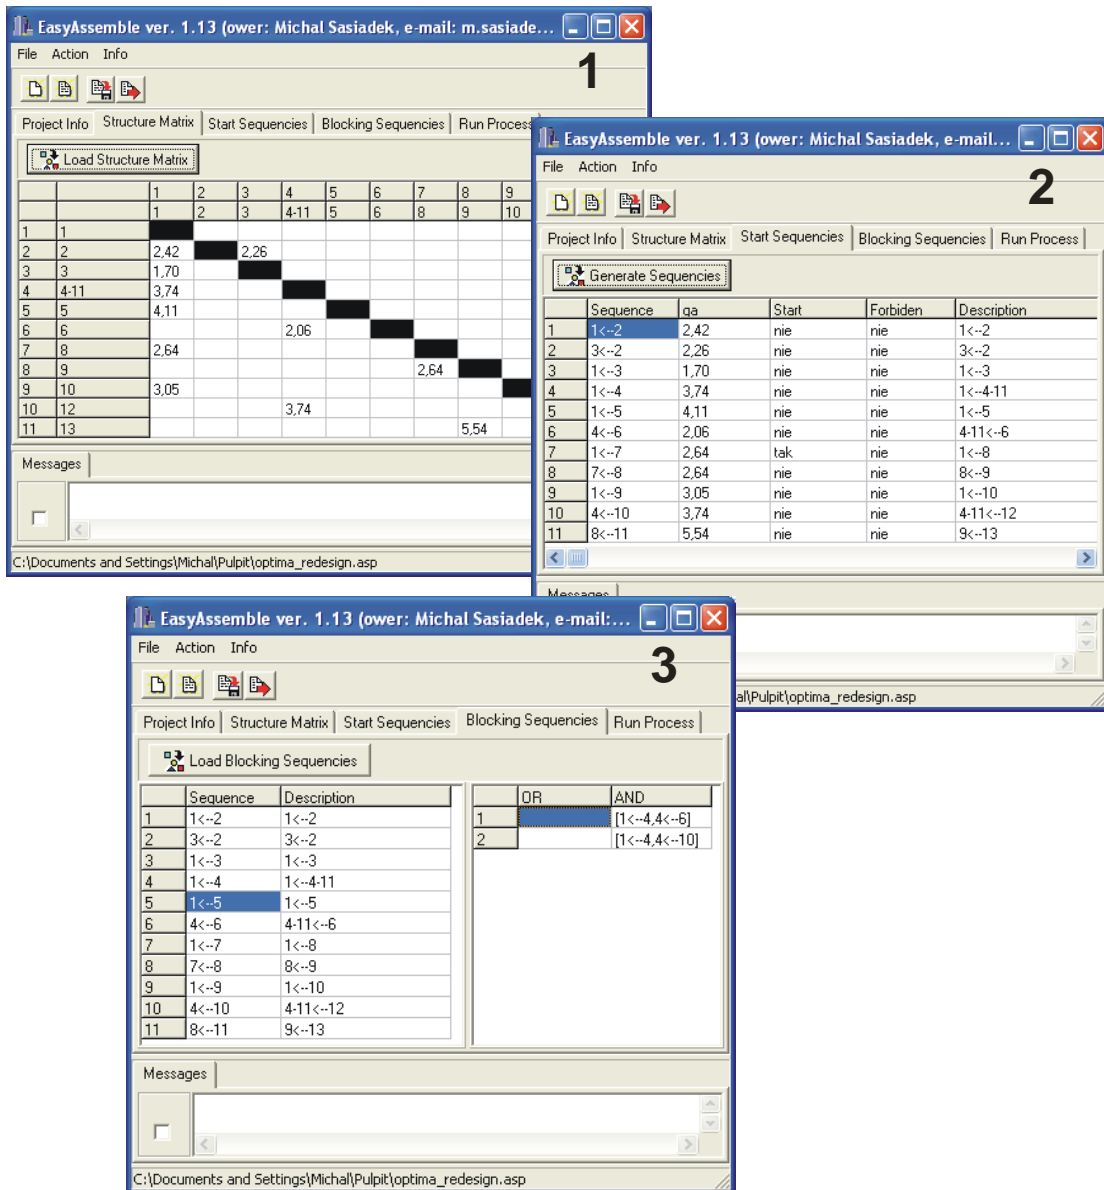 EasyAssemble ver. 1.13 (ower: Michal Sasiadek, e-mail: m.sasiade...
File Action Info
1
Project Info Structure Matrix Start Sequencies Blocking Sequencies Run Process
Load Structure Matrix
1 2 3 4 5 6 7 8 9
1 2 3 4-11 5 6 8 9 10
1 1
2 2 2,42 2,26
3 3 1,70
4 4-11 3,74
5 5 4,11
6 6 2,06
7 8 2,64
8 9 2,64
9 10 3,05
10 12 3,74
11 13 5,54
Messages
C:\Documents and Settings\Michal\Pulpit\optima_redesign.asp
EasyAssemble ver. 1.13 (ower: Michal Sasiadek, e-mail...
File Action Info
2
Project Info Structure Matrix Start Sequencies Blocking Sequencies Run Process
Generate Sequencies
Sequence qa Start Forbiden Description
1 1<--2 2,42 nie nie 1<--2
2 3<--2 2,26 nie nie 3<--2
3 1<--3 1,70 nie nie 1<--3
4 1<--4 3,74 nie nie 1<--4-11
5 1<--5 4,11 nie nie 1<--5
6 4<--6 2,06 nie nie 4-11<--6
7 1<--7 2,64 tak nie 1<--8
8 7<--8 2,64 nie nie 8<--9
9 1<--9 3,05 nie nie 1<--10
10 4<--10 3,74 nie nie 4-11<--12
11 8<--11 5,54 nie nie 9<--13
Messages
al\Pulpit\optima_redesign.asp
EasyAssemble ver. 1.13 (ower: Michal Sasiadek, e-mail:...
File Action Info
3
Project Info Structure Matrix Start Sequencies Blocking Sequencies Run Process
Load Blocking Sequencies
Sequence Description
1 1<--2 1<--2
2 3<--2 3<--2
3 1<--3 1<--3
4 1<--4 1<--4-11
5 1<--5 1<--5
6 4<--6 4-11<--6
7 1<--7 1<--8
8 7<--8 8<--9
9 1<--9 1<--10
10 4<--10 4-11<--12
11 8<--11 9<--13
OR AND
1 [1<--4,4<--6]
2 [1<--4,4<--10]
Messages
C:\Documents and Settings\Michal\Pulpit\optima_redesign.asp